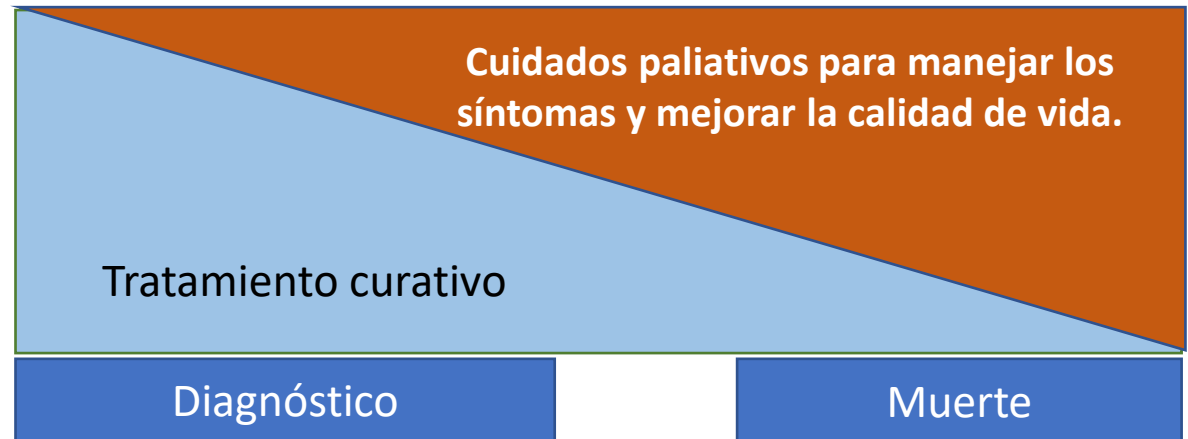 Cuidados paliativos para manejar los
síntomas y mejorar la calidad de vida.
Tratamiento curativo
Diagnóstico
Muerte